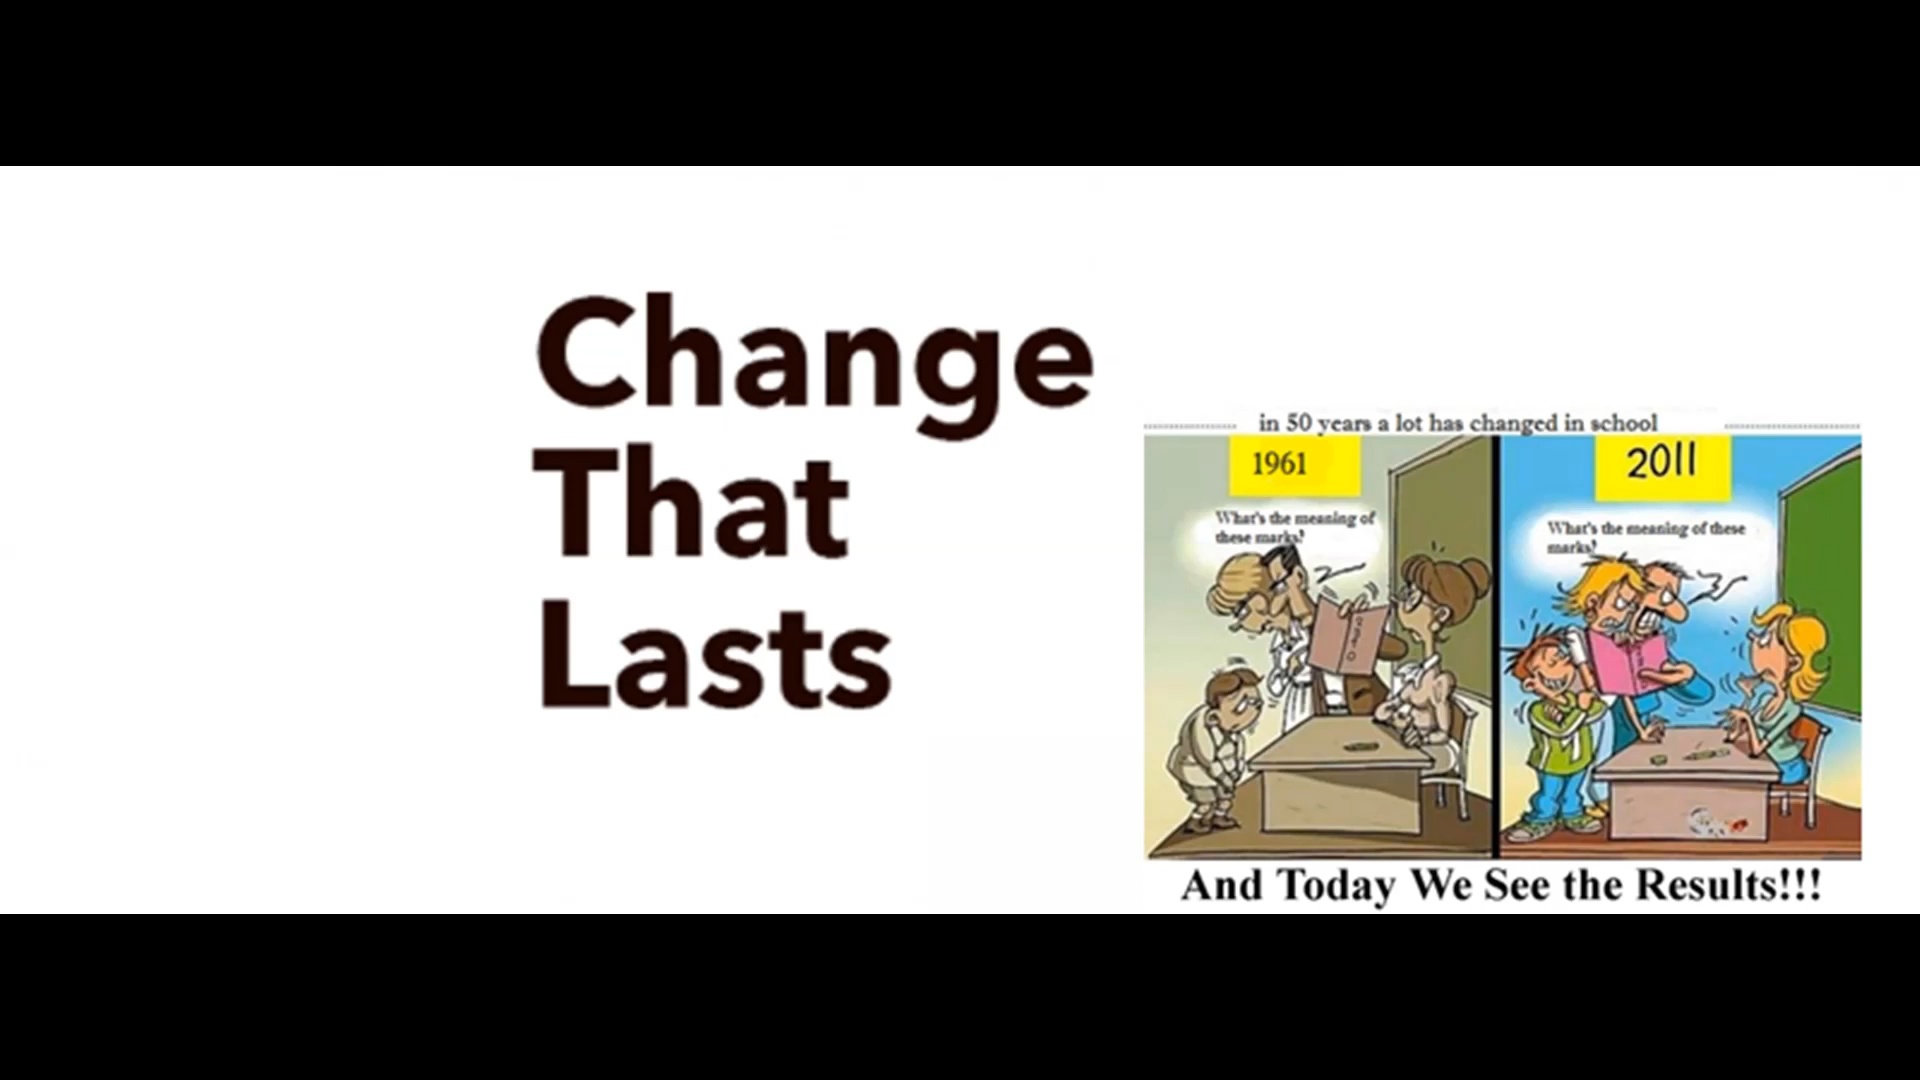 Change
That
Lasts
in 50 years a lot has changed in school
1961
What's the meaning of
these marks?
2011
What's the meaning of these
marks?
And Today We See the Results!!!